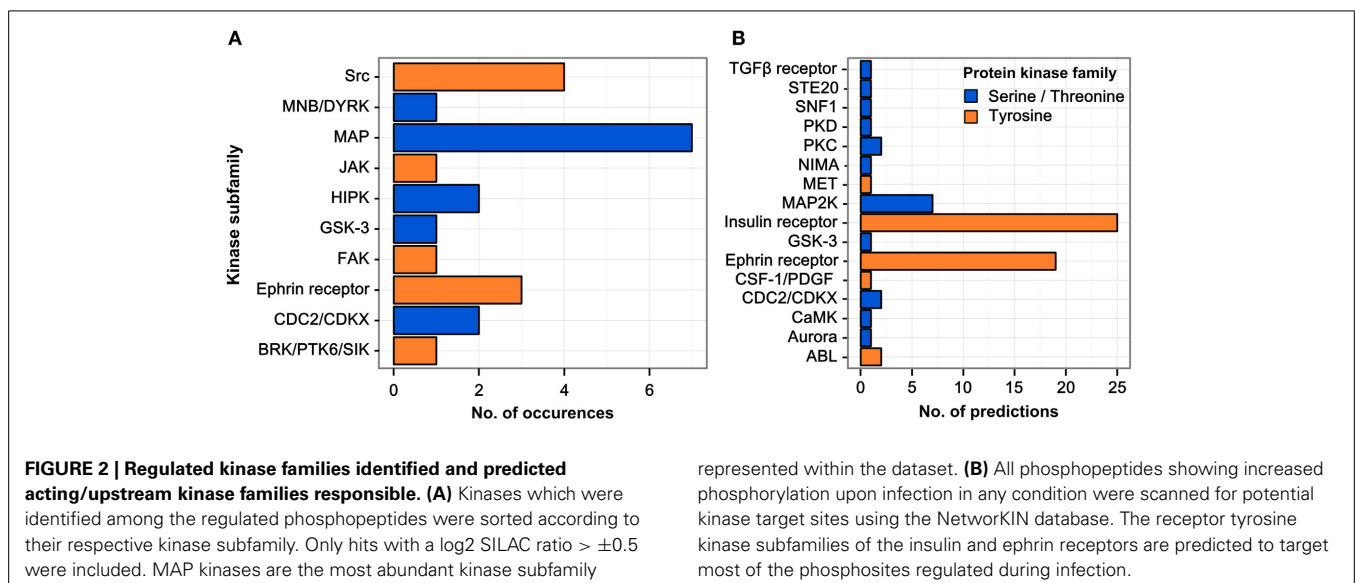 A
Kinase subfamily
Src
MNB/DYRK
MAP
JAK
HIPK
GSK-3
FAK
Ephrin receptor
CDC2/CDKX
BRK/PTK6/SIK
0 2 4 6
No. of occurences
B
TGFβ receptor
STE20
SNF1
PKD
PKC
NIMA
MET
MAP2K
Insulin receptor
GSK-3
Ephrin receptor
CSF-1/PDGF
CDC2/CDKX
CaMK
Aurora
ABL
Protein kinase family
Serine / Threonine
Tyrosine
0 5 10 15 20 25
No. of predictions
FIGURE 2 | Regulated kinase families identified and predicted
acting/upstream kinase families responsible. (A) Kinases which were
identified among the regulated phosphopeptides were sorted according to
their respective kinase subfamily. Only hits with a log2 SILAC ratio > ±0.5
were included. MAP kinases are the most abundant kinase subfamily
represented within the dataset. (B) All phosphopeptides showing increased
phosphorylation upon infection in any condition were scanned for potential
kinase target sites using the NetworKIN database. The receptor tyrosine
kinase subfamilies of the insulin and ephrin receptors are predicted to target
most of the phosphosites regulated during infection.